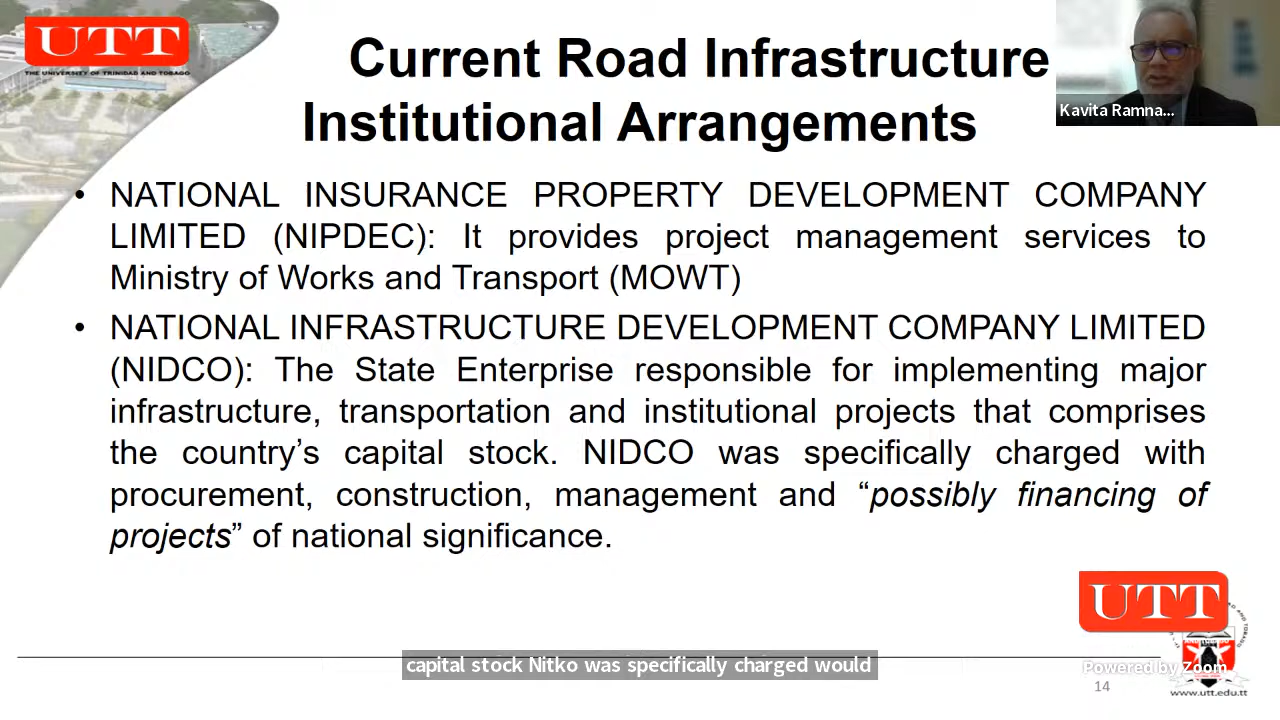 UTT
THE UNIVERSITY OF TRINIDAD AND TOBAGO
Current Road Infrastructure
Institutional Arrangements
Kavita Ramna...
• NATIONAL INSURANCE PROPERTY DEVELOPMENT COMPANY
LIMITED (NIPDEC): It provides project management services to
Ministry of Works and Transport (MOWT)
• NATIONAL INFRASTRUCTURE DEVELOPMENT COMPANY LIMITED
(NIDCO): The State Enterprise responsible for implementing major
infrastructure, transportation and institutional projects that comprises
the country’s capital stock. NIDCO was specifically charged with
procurement, construction, management and “possibly financing of
projects” of national significance.
UTT
capital stock Nitko was specifically charged would
Powered by Zoom
14
www.utt.edu.tt